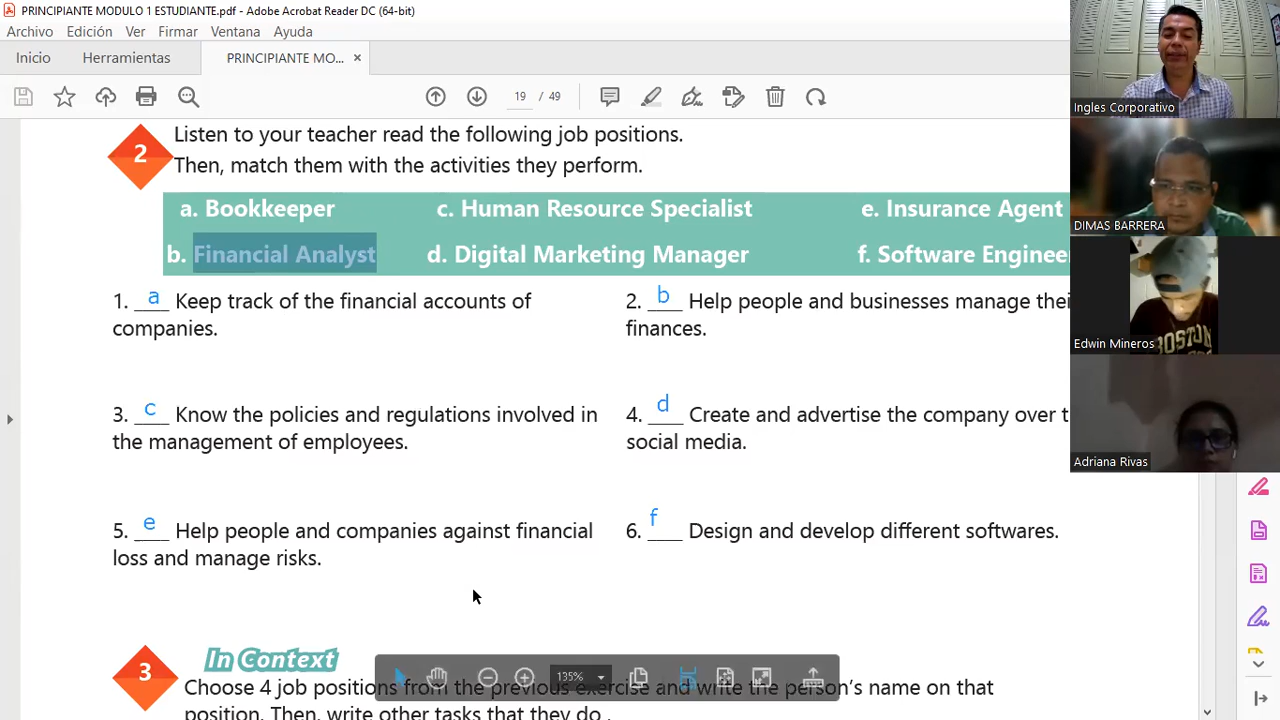 PRINCIPIANTE MODULO 1 ESTUDIANTE.pdf - Adobe Acrobat Reader DC (64-bit)
Archivo Edición Ver Firmar Ventana Ayuda
Inicio Herramientas PRINCIPIANTE MO... ×
19 / 49
2
Listen to your teacher read the following job positions.
Then, match them with the activities they perform.
a. Bookkeeper c. Human Resource Specialist e. Insurance Agent
b. Financial Analyst d. Digital Marketing Manager f. Software Enginee
1. a Keep track of the financial accounts of
companies.
2. b Help people and businesses manage thei
finances.
3. c Know the policies and regulations involved in
the management of employees.
4. d Create and advertise the company over t
social media.
5. e Help people and companies against financial
loss and manage risks.
6. f Design and develop different softwares.
3
In Context
Choose 4 job positions from the previous exercise and write the person's name on that
position. Then, write other tasks that they do .
135%
Ingles Corporativo
DIMAS BARRERA
Edwin Mineros
BOSTON
Adriana Rivas